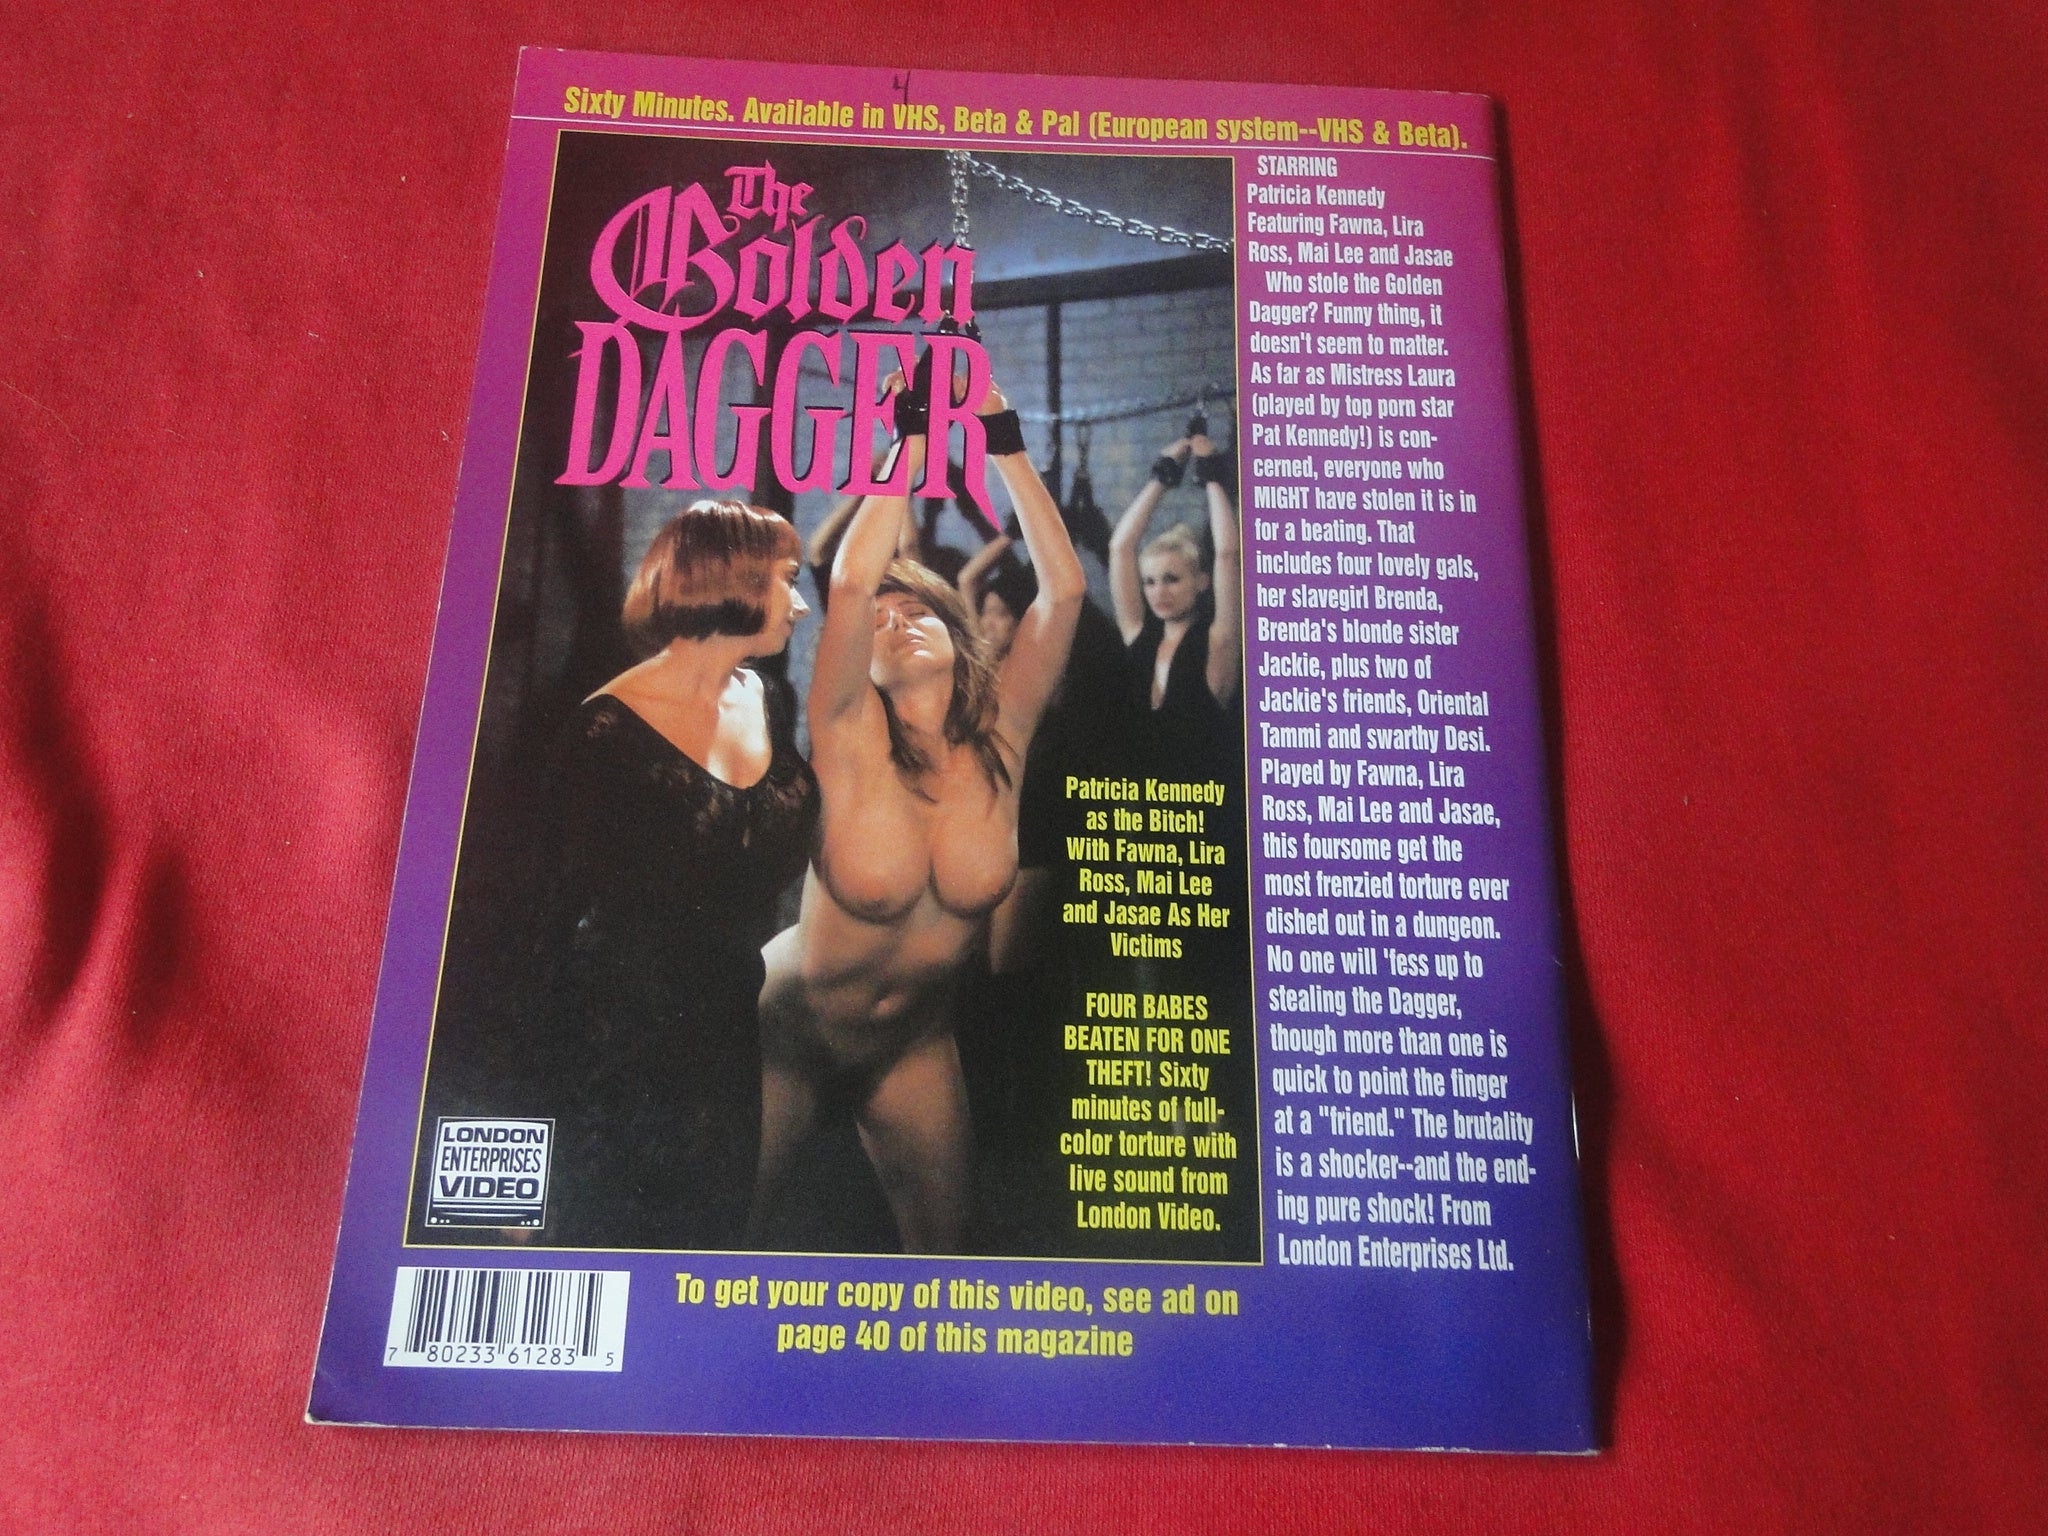 4
Sixty Minutes. Available in VHS, Beta & Pal (European system--VHS & Beta).
The
Golden
DAGGER
Patricia Kennedy
as the Bitch!
With Fawna, Lira
Ross, Mai Lee
and Jasae As Her
Victims
FOUR BABES
BEATEN FOR ONE
THEFT! Sixty
minutes of full-
color torture with
live sound from
London Video.
LONDON
ENTERPRISES
VIDEO
STARRING
Patricia Kennedy
Featuring Fawna, Lira
Ross, Mai Lee and Jasae
Who stole the Golden
Dagger? Funny thing, it
doesn't seem to matter.
As far as Mistress Laura
(played by top porn star
Pat Kennedy!) is con-
cerned, everyone who
MIGHT have stolen it is in
for a beating. That
includes four lovely gals,
her slavegirl Brenda,
Brenda's blonde sister
Jackie, plus two of
Jackie's friends, Oriental
Tammi and swarthy Desi.
Played by Fawna, Lira
Ross, Mai Lee and Jasae,
this foursome get the
most frenzied torture ever
dished out in a dungeon.
No one will 'fess up to
stealing the Dagger,
though more than one is
quick to point the finger
at a "friend." The brutality
is a shocker--and the end-
ing pure shock! From
London Enterprises Ltd.
7 80233 61283 5
To get your copy of this video, see ad on
page 40 of this magazine